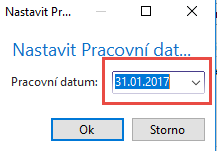 Nastavit Pr...
Nastavit Pracovní dat...
Pracovní datum: 31.01.2017
Ok Storno